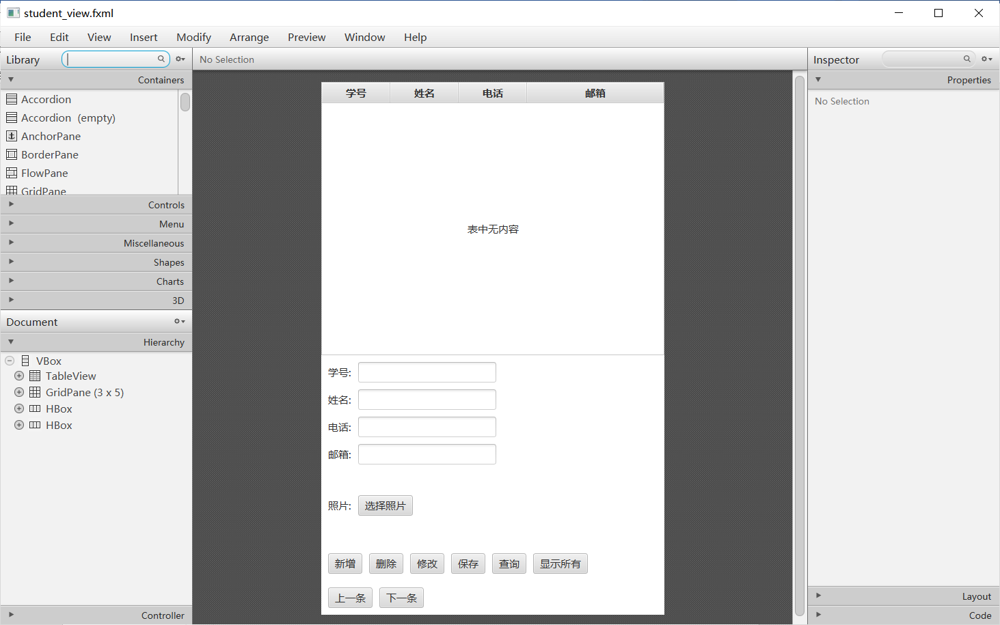 student_view.fxml
File Edit View Insert Modify Arrange Preview Window Help
Library
Containers
Accordion
Accordion (empty)
AnchorPane
BorderPane
FlowPane
GridPane
Controls
Menu
Miscellaneous
Shapes
Charts
3D
Document
Hierarchy
VBox
TableView
GridPane (3 x 5)
HBox
HBox
Controller
No Selection
学号 姓名 电话 邮箱
表中无内容
学号:
姓名:
电话:
邮箱:
照片: 选择照片
新增 删除 修改 保存 查询 显示所有
上一条 下一条
Inspector
Properties
No Selection
Layout
Code